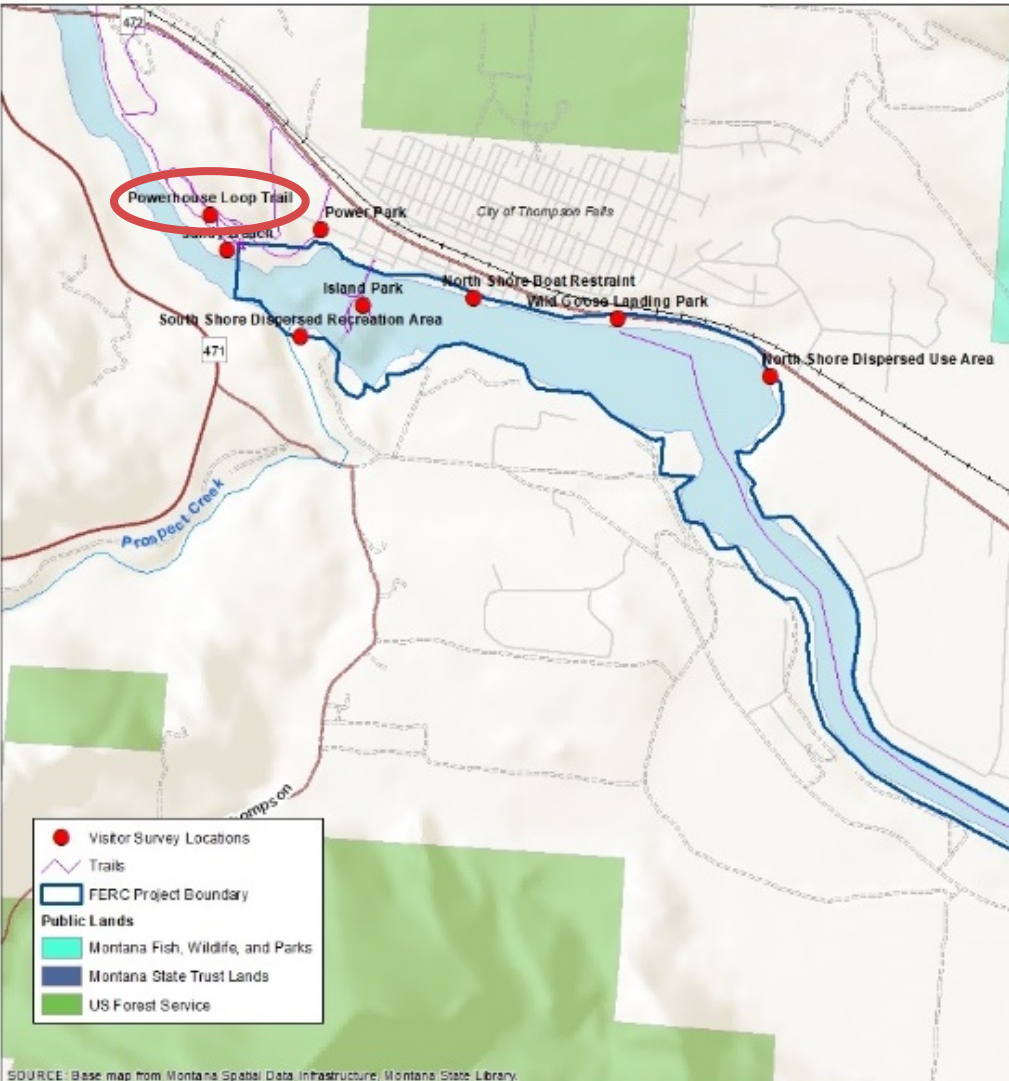 472
Powerhouse Loop Trail
Power Park
City of Thompson Falls
North Shore Boat Restraint
Island Park
Wild Goose Landing Park
South Shore Dispersed Recreation Area
471
North Shore Dispersed Use Area
Prospect Creek
Visitor Survey Locations
Trails
FERC Project Boundary
Public Lands
Montana Fish, Wildlife, and Parks
Montana State Trust Lands
US Forest Service
SOURCE: Base map from Montana Spatial Data Infrastructure, Montana State Library.